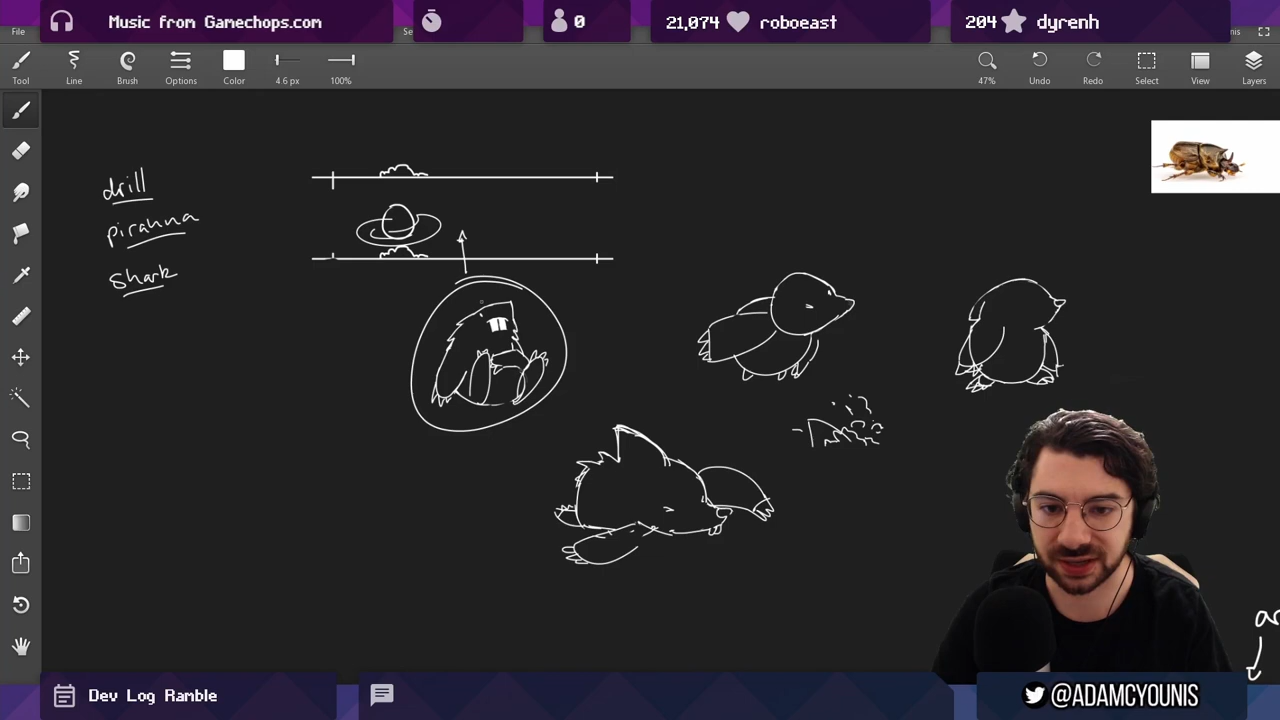 Music from Gamechops.com
0
21,074 roboeast
204 dyrenh
File
Tool
Line
Brush
Options
Color
4.6 px
100%
47%
Undo
Redo
Select
View
Layers
drill
piranna
shark
Dev Log Ramble
@ADAMCYOUNIS